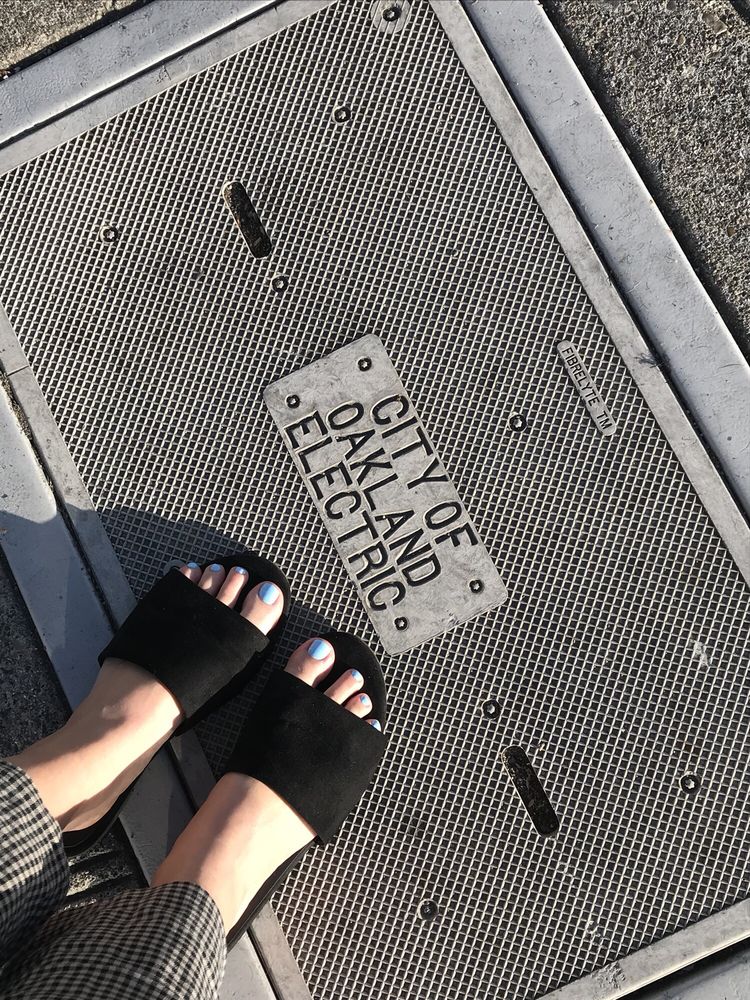 CITY OF
OAKLAND
ELECTRIC
FIBRELYTE TM